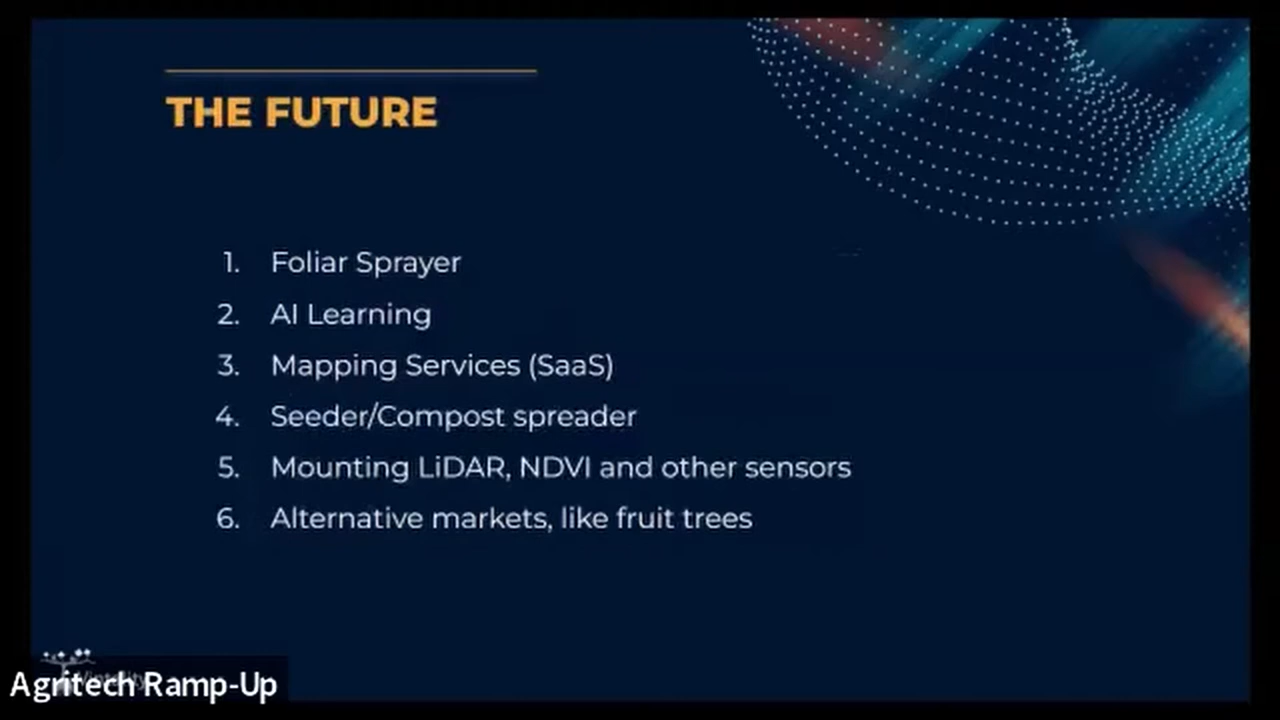 THE FUTURE
1. Foliar Sprayer
2. AI Learning
3. Mapping Services (SaaS)
4. Seeder/Compost spreader
5. Mounting LiDAR, NDVI and other sensors
6. Alternative markets, like fruit trees
Agritech Ramp-Up